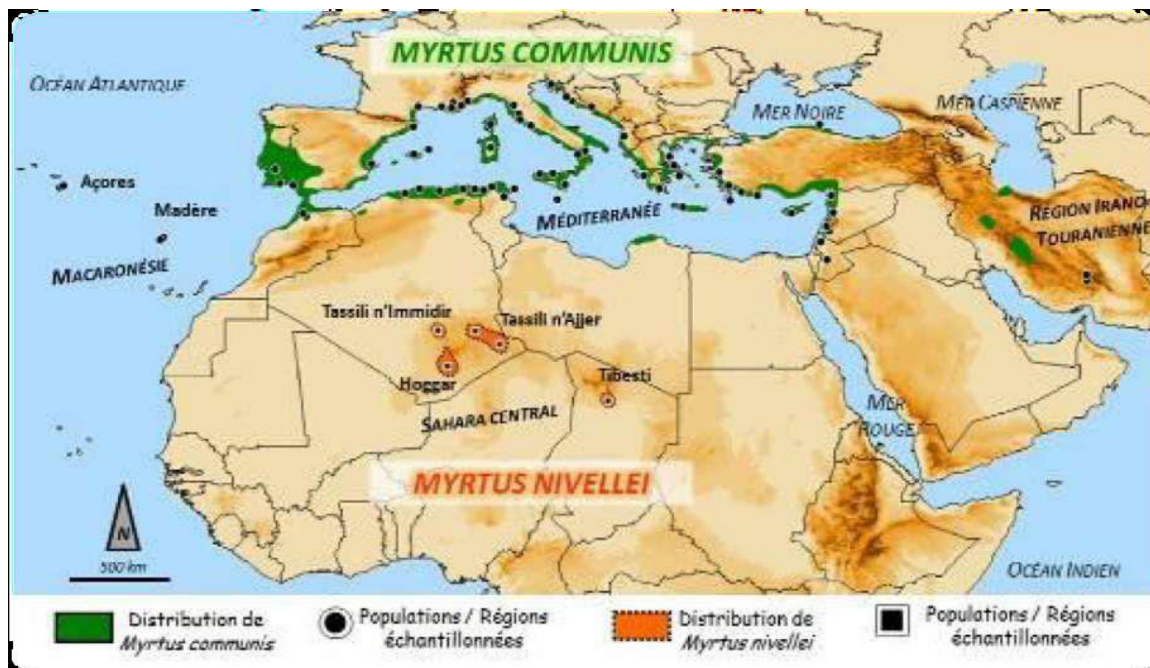 MYRTUS COMMUNIS
OCÉAN ATLANTIQUE
MER NOIRE
MER CASPIENNE
Açores
Madère
MÉDITERRANÉE
RÉGION IRANO-
TOURANIENNE
MACARONÉSIE
Tassili n'Immidir
Tassili n'Ajjer
Hoggar
Tibesti
SAHARA CENTRAL
MER
ROUGE
MYRTUS NIVELLEI
N
500 km
OCÉAN INDIEN
Distribution de
Myrtus communis
Populations / Régions
échantillonnées
Distribution de
Myrtus nivellei
Populations / Régions
échantillonnées